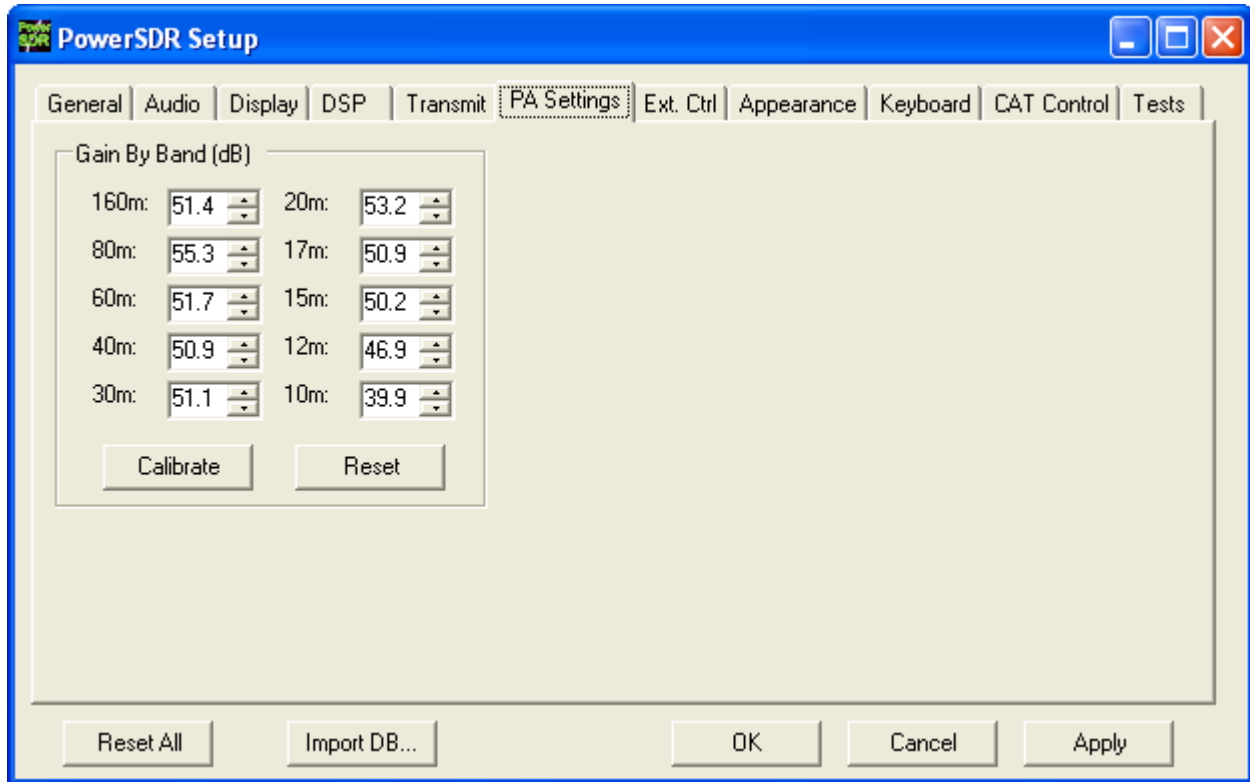 Power SDR PowerSDR Setup
General Audio Display DSP Transmit PA Settings Ext. Ctrl Appearance Keyboard CAT Control Tests
Gain By Band (dB)
160m: 51.4 20m: 53.2
80m: 55.3 17m: 50.9
60m: 51.7 15m: 50.2
40m: 50.9 12m: 46.9
30m: 51.1 10m: 39.9
Calibrate Reset
Reset All Import DB... OK Cancel Apply